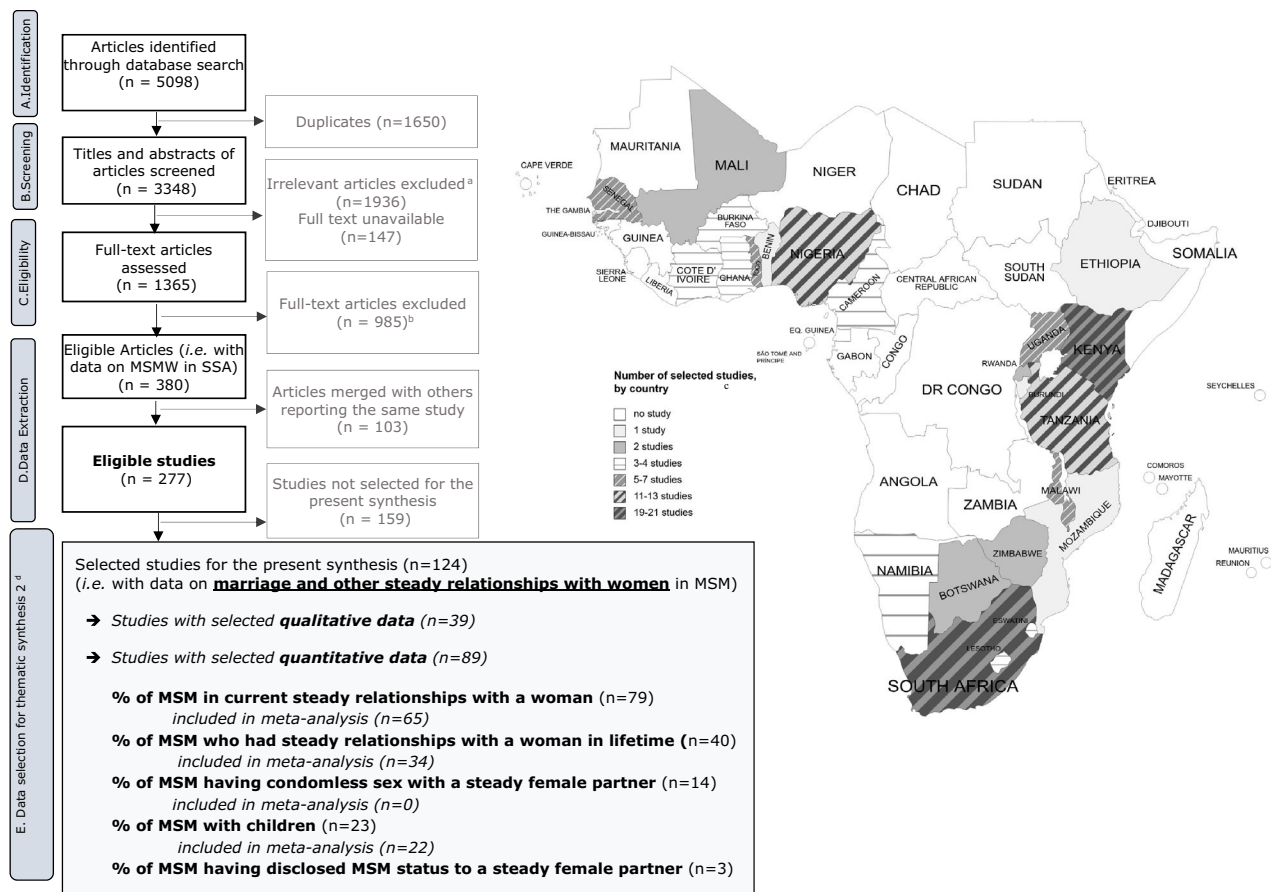 A.Identification
Articles identified
through database search
(n = 5098)
Duplicates (n=1650)
B.Screening
Titles and abstracts of
articles screened
(n = 3348)
Irrelevant articles excluded a
(n=1936)
Full text unavailable
(n=147)
C.Eligibility
Full-text articles
assessed
(n = 1365)
Full-text articles excluded
(n = 985)b
D.Data Extraction
Eligible Articles (i.e. with
data on MSMW in SSA)
(n = 380)
Articles merged with others
reporting the same study
(n = 103)
Eligible studies
(n = 277)
Studies not selected for the
present synthesis
(n = 159)
E. Data selection for thematic synthesis 2 d
Selected studies for the present synthesis (n=124)
(i.e. with data on marriage and other steady relationships with women in MSM)
➔ Studies with selected qualitative data (n=39)
➔ Studies with selected quantitative data (n=89)
% of MSM in current steady relationships with a woman (n=79)
included in meta-analysis (n=65)
% of MSM who had steady relationships with a woman in lifetime (n=40)
included in meta-analysis (n=34)
% of MSM having condomless sex with a steady female partner (n=14)
included in meta-analysis (n=0)
% of MSM with children (n=23)
included in meta-analysis (n=22)
% of MSM having disclosed MSM status to a steady female partner (n=3)
MAURITANIA
MALI
NIGER
CHAD
SUDAN
ERITREA
CAPE VERDE
SENEGAL
THE GAMBIA
GUINEA-BISSAU
GUINEA
BURKINA
FASO
BENIN
NIGERIA
DJIBOUTI
SOMALIA
ETHIOPIA
SIERRA
LEONE
LIBERIA
COTE D'
IVOIRE
GHANA
TOGO
CAMEROON
CENTRAL AFRICAN
REPUBLIC
SOUTH
SUDAN
EQ. GUINEA
SÃO TOMÉ AND
PRÍNCIPE
GABON
CONGO
UGANDA
KENYA
RWANDA
DR CONGO
BURUNDI
TANZANIA
SEYCHELLES
Number of selected studies,
by country c
no study
1 study
2 studies
3-4 studies
5-7 studies
11-13 studies
19-21 studies
ANGOLA
ZAMBIA
MALAWI
COMOROS
MAYOTTE
MOZAMBIQUE
MADAGASCAR
MAURITIUS
REUNION
NAMIBIA
ZIMBABWE
BOTSWANA
ESWATINI
LESOTHO
SOUTH AFRICA